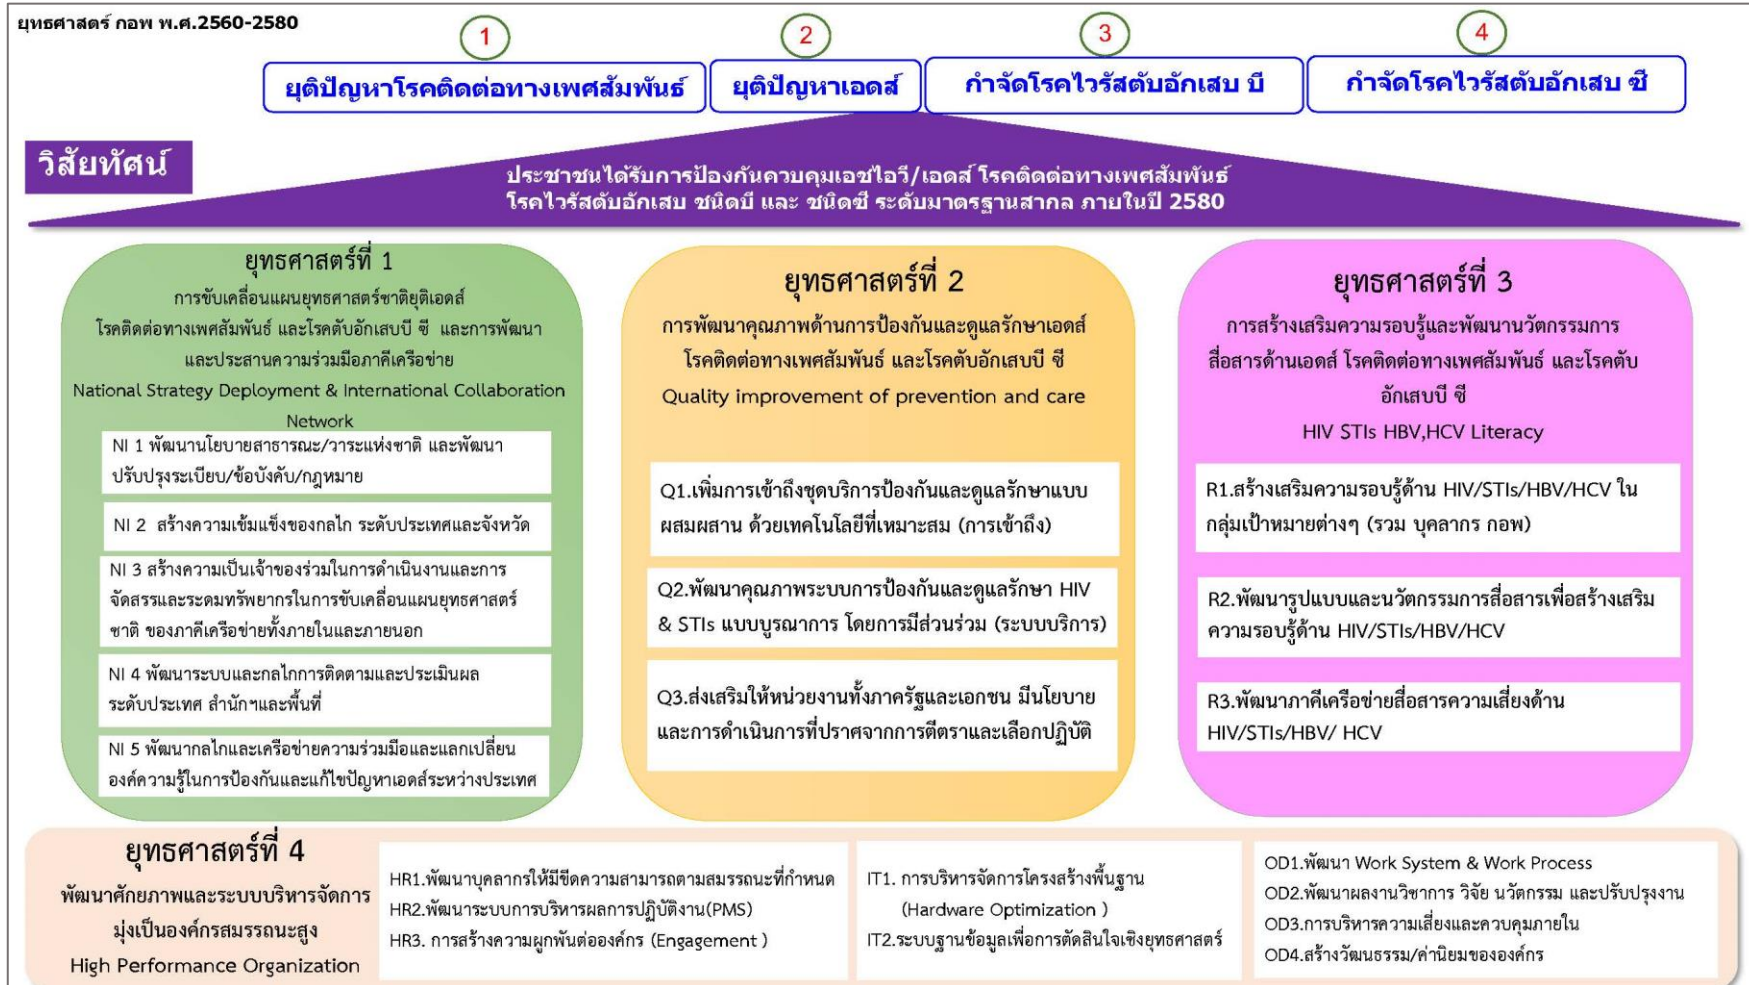 ยุทธศาสตร์ กอพ พ.ศ.2560-2580
1
2
3
4
ยุติปัญหาโรคติดต่อทางเพศสัมพันธ์
ยุติปัญหาเอดส์
กำจัดโรคไวรัสตับอักเสบ บี
กำจัดโรคไวรัสตับอักเสบ ซี
วิสัยทัศน์
ประชาชนได้รับการป้องกันควบคุมเอชไอวี/เอดส์ โรคติดต่อทางเพศสัมพันธ์
โรคไวรัสตับอักเสบ ชนิดบี และ ชนิดซี ระดับมาตรฐานสากล ภายในปี 2580
ยุทธศาสตร์ที่ 1
การขับเคลื่อนแผนยุทธศาสตร์ชาติยุติเอดส์
โรคติดต่อทางเพศสัมพันธ์ และโรคตับอักเสบบี ซี และการพัฒนา
และประสานความร่วมมือภาคีเครือข่าย
National Strategy Deployment & International Collaboration
Network
NI 1 พัฒนานโยบายสาธารณะ/วาระแห่งชาติ และพัฒนา
ปรับปรุงระเบียบ/ข้อบังคับ/กฎหมาย
NI 2 สร้างความเข้มแข็งของกลไก ระดับประเทศและจังหวัด
NI 3 สร้างความเป็นเจ้าของร่วมในการดำเนินงานและการ
จัดสรรและระดมทรัพยากรในการขับเคลื่อนแผนยุทธศาสตร์
ชาติ ของภาคีเครือข่ายทั้งภายในและภายนอก
NI 4 พัฒนาระบบและกลไกการติดตามและประเมินผล
ระดับประเทศ สำนักฯและพื้นที่
NI 5 พัฒนากลไกและเครือข่ายความร่วมมือและแลกเปลี่ยน
องค์ความรู้ในการป้องกันและแก้ไขปัญหาเอดส์ระหว่างประเทศ
ยุทธศาสตร์ที่ 2
การพัฒนาคุณภาพด้านการป้องกันและดูแลรักษาเอดส์
โรคติดต่อทางเพศสัมพันธ์ และโรคตับอักเสบบี ซี
Quality improvement of prevention and care
Q1.เพิ่มการเข้าถึงชุดบริการป้องกันและดูแลรักษาแบบ
ผสมผสาน ด้วยเทคโนโลยีที่เหมาะสม (การเข้าถึง)
Q2.พัฒนาคุณภาพระบบการป้องกันและดูแลรักษา HIV
& STIs แบบบูรณาการ โดยการมีส่วนร่วม (ระบบบริการ)
Q3.ส่งเสริมให้หน่วยงานทั้งภาครัฐและเอกชน มีนโยบาย
และการดำเนินการที่ปราศจากการตีตราและเลือกปฏิบัติ
ยุทธศาสตร์ที่ 3
การสร้างเสริมความรอบรู้และพัฒนานวัตกรรมการ
สื่อสารด้านเอดส์ โรคติดต่อทางเพศสัมพันธ์ และโรคตับ
อักเสบบี ซี
HIV STIs HBV,HCV Literacy
R1.สร้างเสริมความรอบรู้ด้าน HIV/STIs/HBV/HCV ใน
กลุ่มเป้าหมายต่างๆ (รวม บุคลากร กอพ)
R2.พัฒนารูปแบบและนวัตกรรมการสื่อสารเพื่อสร้างเสริม
ความรอบรู้ด้าน HIV/STIs/HBV/HCV
R3.พัฒนาภาคีเครือข่ายสื่อสารความเสี่ยงด้าน
HIV/STIs/HBV/ HCV
ยุทธศาสตร์ที่ 4
พัฒนาศักยภาพและระบบบริหารจัดการ
มุ่งเป็นองค์กรสมรรถนะสูง
High Performance Organization
HR1.พัฒนาบุคลากรให้มีขีดความสามารถตามสมรรถนะที่กำหนด
HR2.พัฒนาระบบการบริหารผลการปฏิบัติงาน(PMS)
HR3. การสร้างความผูกพันต่อองค์กร (Engagement )
IT1. การบริหารจัดการโครงสร้างพื้นฐาน
(Hardware Optimization )
IT2.ระบบฐานข้อมูลเพื่อการตัดสินใจเชิงยุทธศาสตร์
OD1.พัฒนา Work System & Work Process
OD2.พัฒนาผลงานวิชาการ วิจัย นวัตกรรม และปรับปรุงงาน
OD3.การบริหารความเสี่ยงและควบคุมภายใน
OD4.สร้างวัฒนธรรม/ค่านิยมขององค์กร